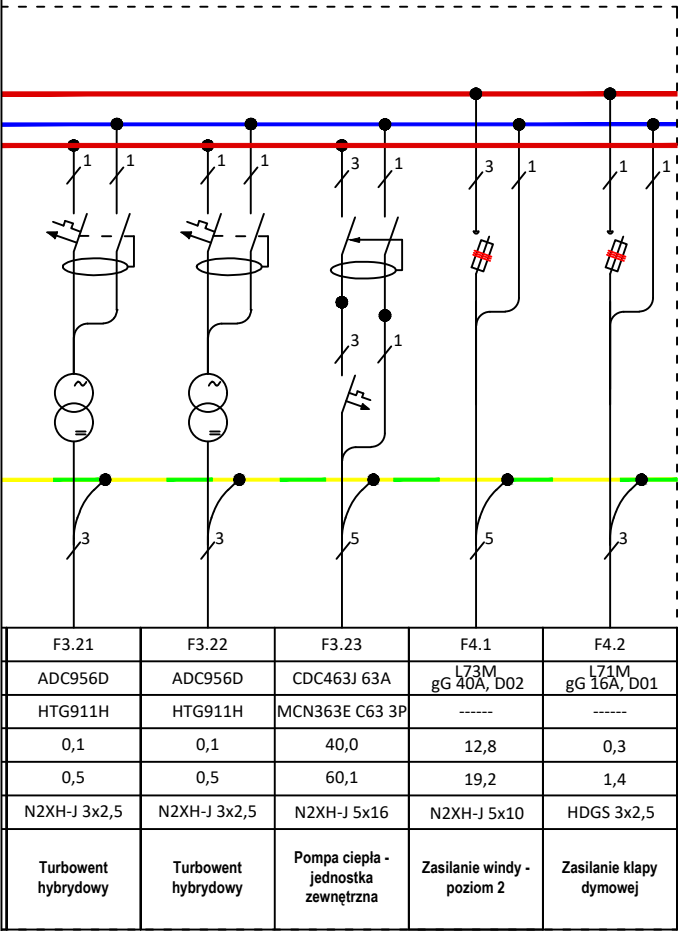 1 1 1 1 3 1 3 1 1 1
3 1
~ ~
= =
3 3 5 5 3
F3.21 F3.22 F3.23 F4.1 F4.2
ADC956D ADC956D CDC463J 63A L73M gG 40A, D02 L71M gG 16A, D01
HTG911H HTG911H MCN363E C63 3P ------ ------
0,1 0,1 40,0 12,8 0,3
0,5 0,5 60,1 19,2 1,4
N2XH-J 3x2,5 N2XH-J 3x2,5 N2XH-J 5x16 N2XH-J 5x10 HDGS 3x2,5
Turbowent
hybrydowy
Turbowent
hybrydowy
Pompa ciepła -
jednostka
zewnętrzna
Zasilanie windy -
poziom 2
Zasilanie klapy
dymowej